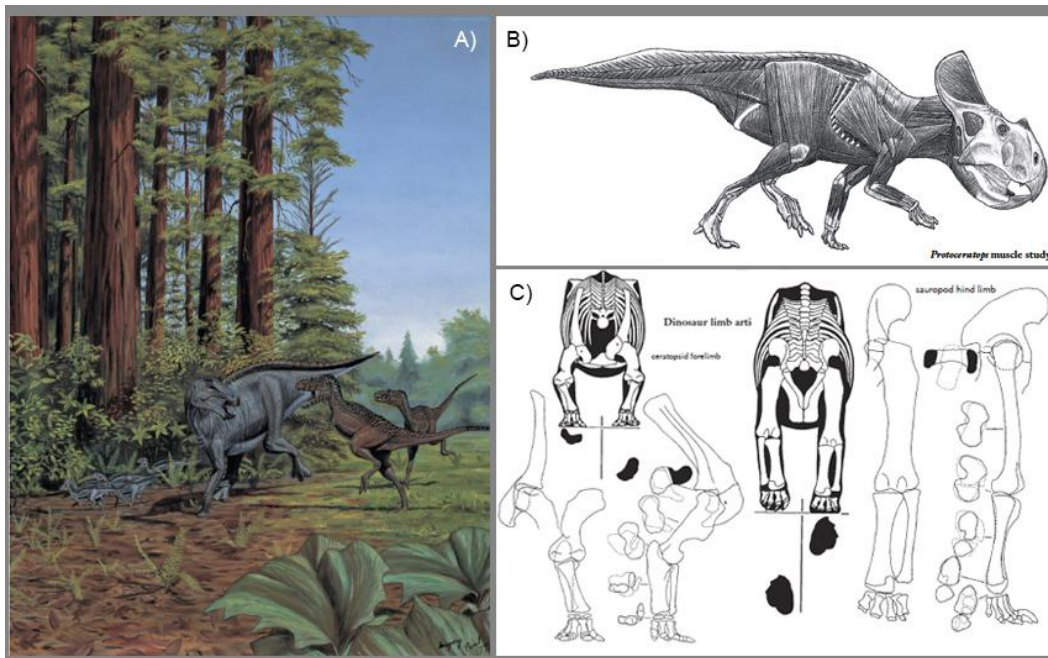 A)
B)
Protoceratops muscle study
C)
Dinosaur limb arti
ceratopsid forelimb
sauropod hind limb